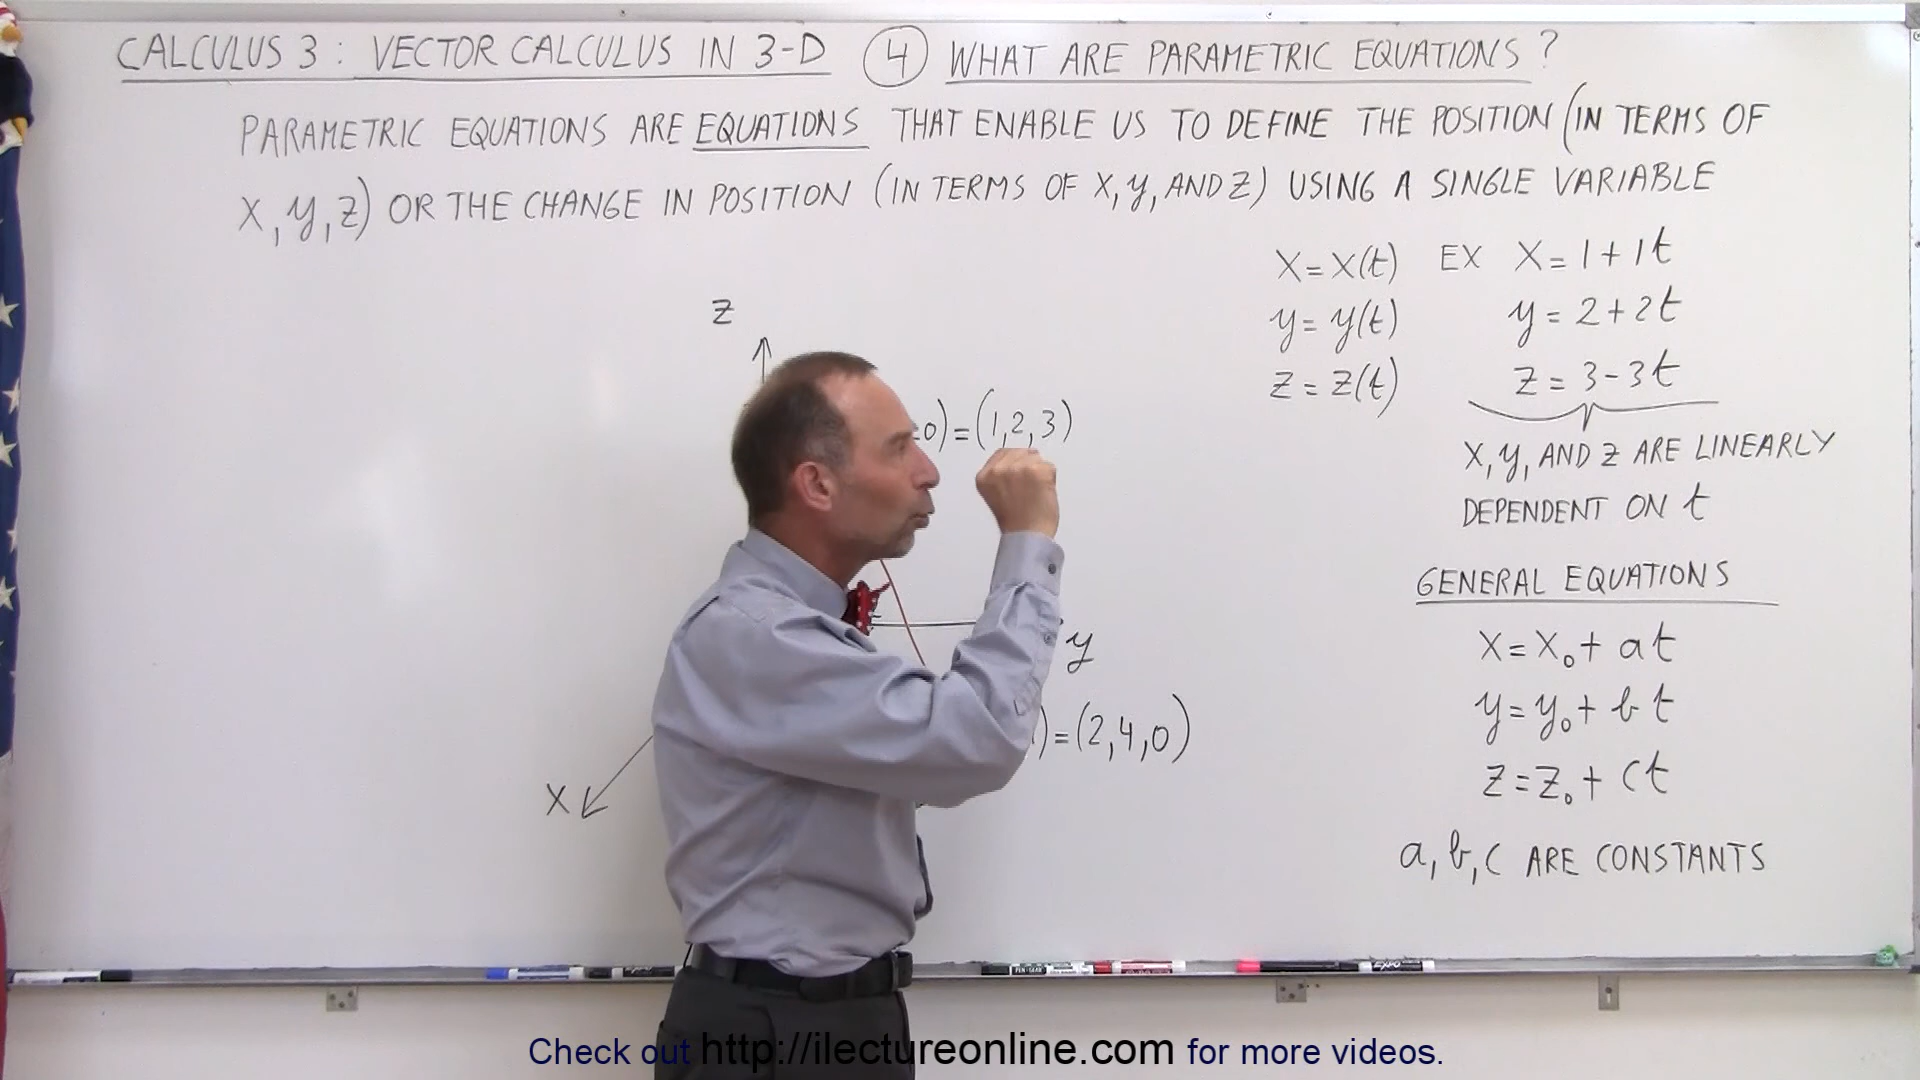 CALCULUS 3 : VECTOR CALCULUS IN 3-D ④ WHAT ARE PARAMETRIC EQUATIONS ?
PARAMETRIC EQUATIONS ARE EQUATIONS THAT ENABLE US TO DEFINE THE POSITION (IN TERMS OF
X, y, Z) OR THE CHANGE IN POSITION (IN TERMS OF X, y, AND Z) USING A SINGLE VARIABLE
X = X(t) EX X = 1 + 1t
y = y(t) y = 2 + 2t
Z = Z(t) Z = 3 - 3t
X, y, AND Z ARE LINEARLY
DEPENDENT ON t
GENERAL EQUATIONS
X = X₀ + at
y = y₀ + bt
Z = Z₀ + Ct
a, b, C ARE CONSTANTS
Z
0) = (1, 2, 3)
y
) = (2, 4, 0)
X
EXPO
Check out http://ilectureonline.com for more videos.